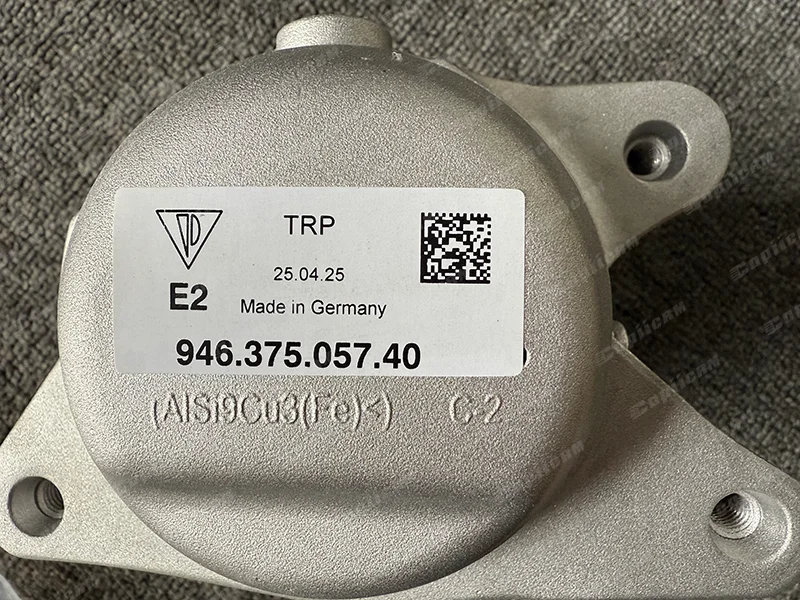 TRP
25.04.25
E2
Made in Germany
946.375.057.40
(AlSi9Cu3(Fe)<) C-2